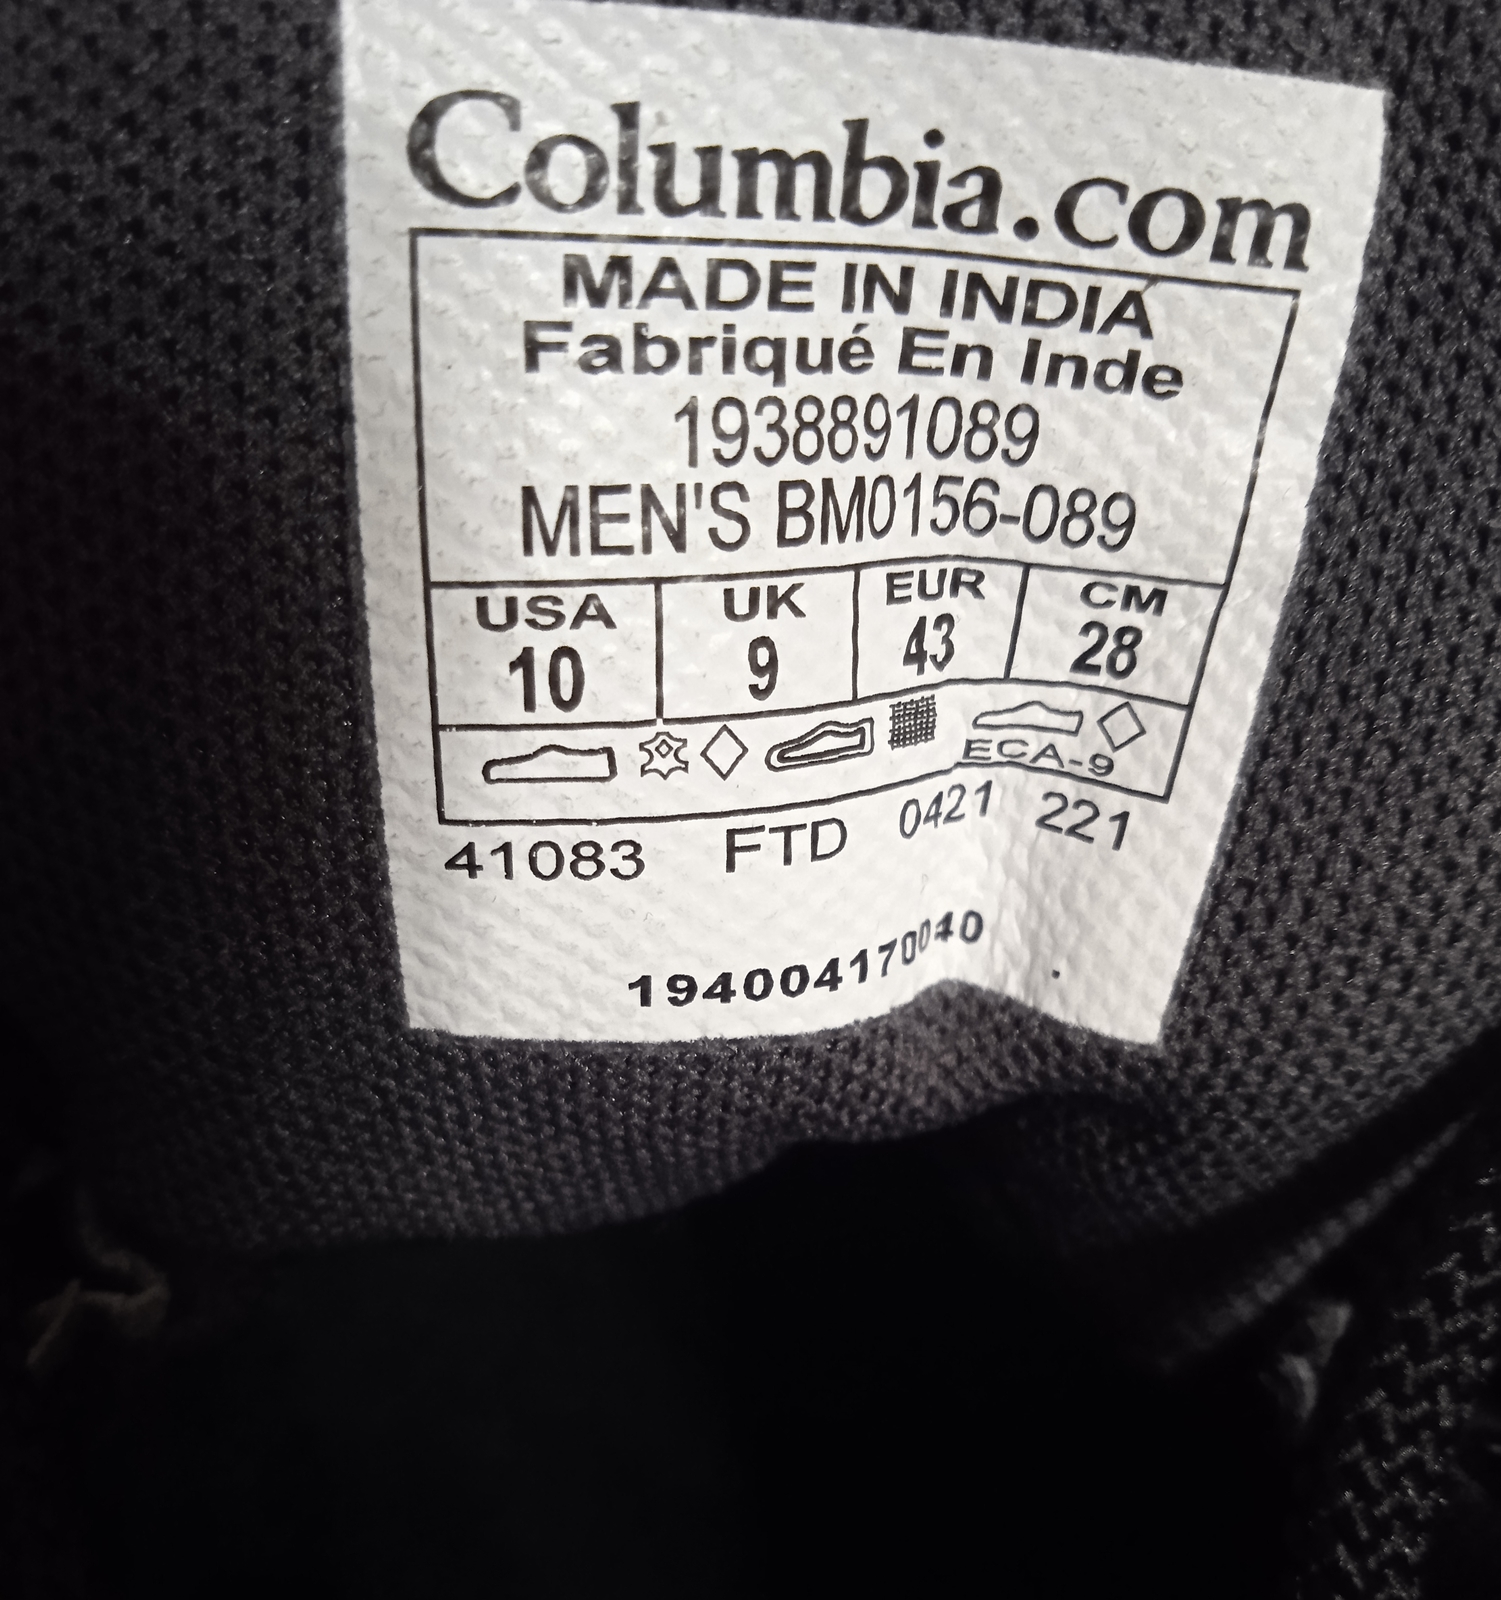 Columbia.com
MADE IN INDIA
Fabriqué En Inde
1938891089
MEN'S BM0156-089
USA UK EUR CM
10 9 43 28
ECA-9
41083 FTD 0421 221
194004170040